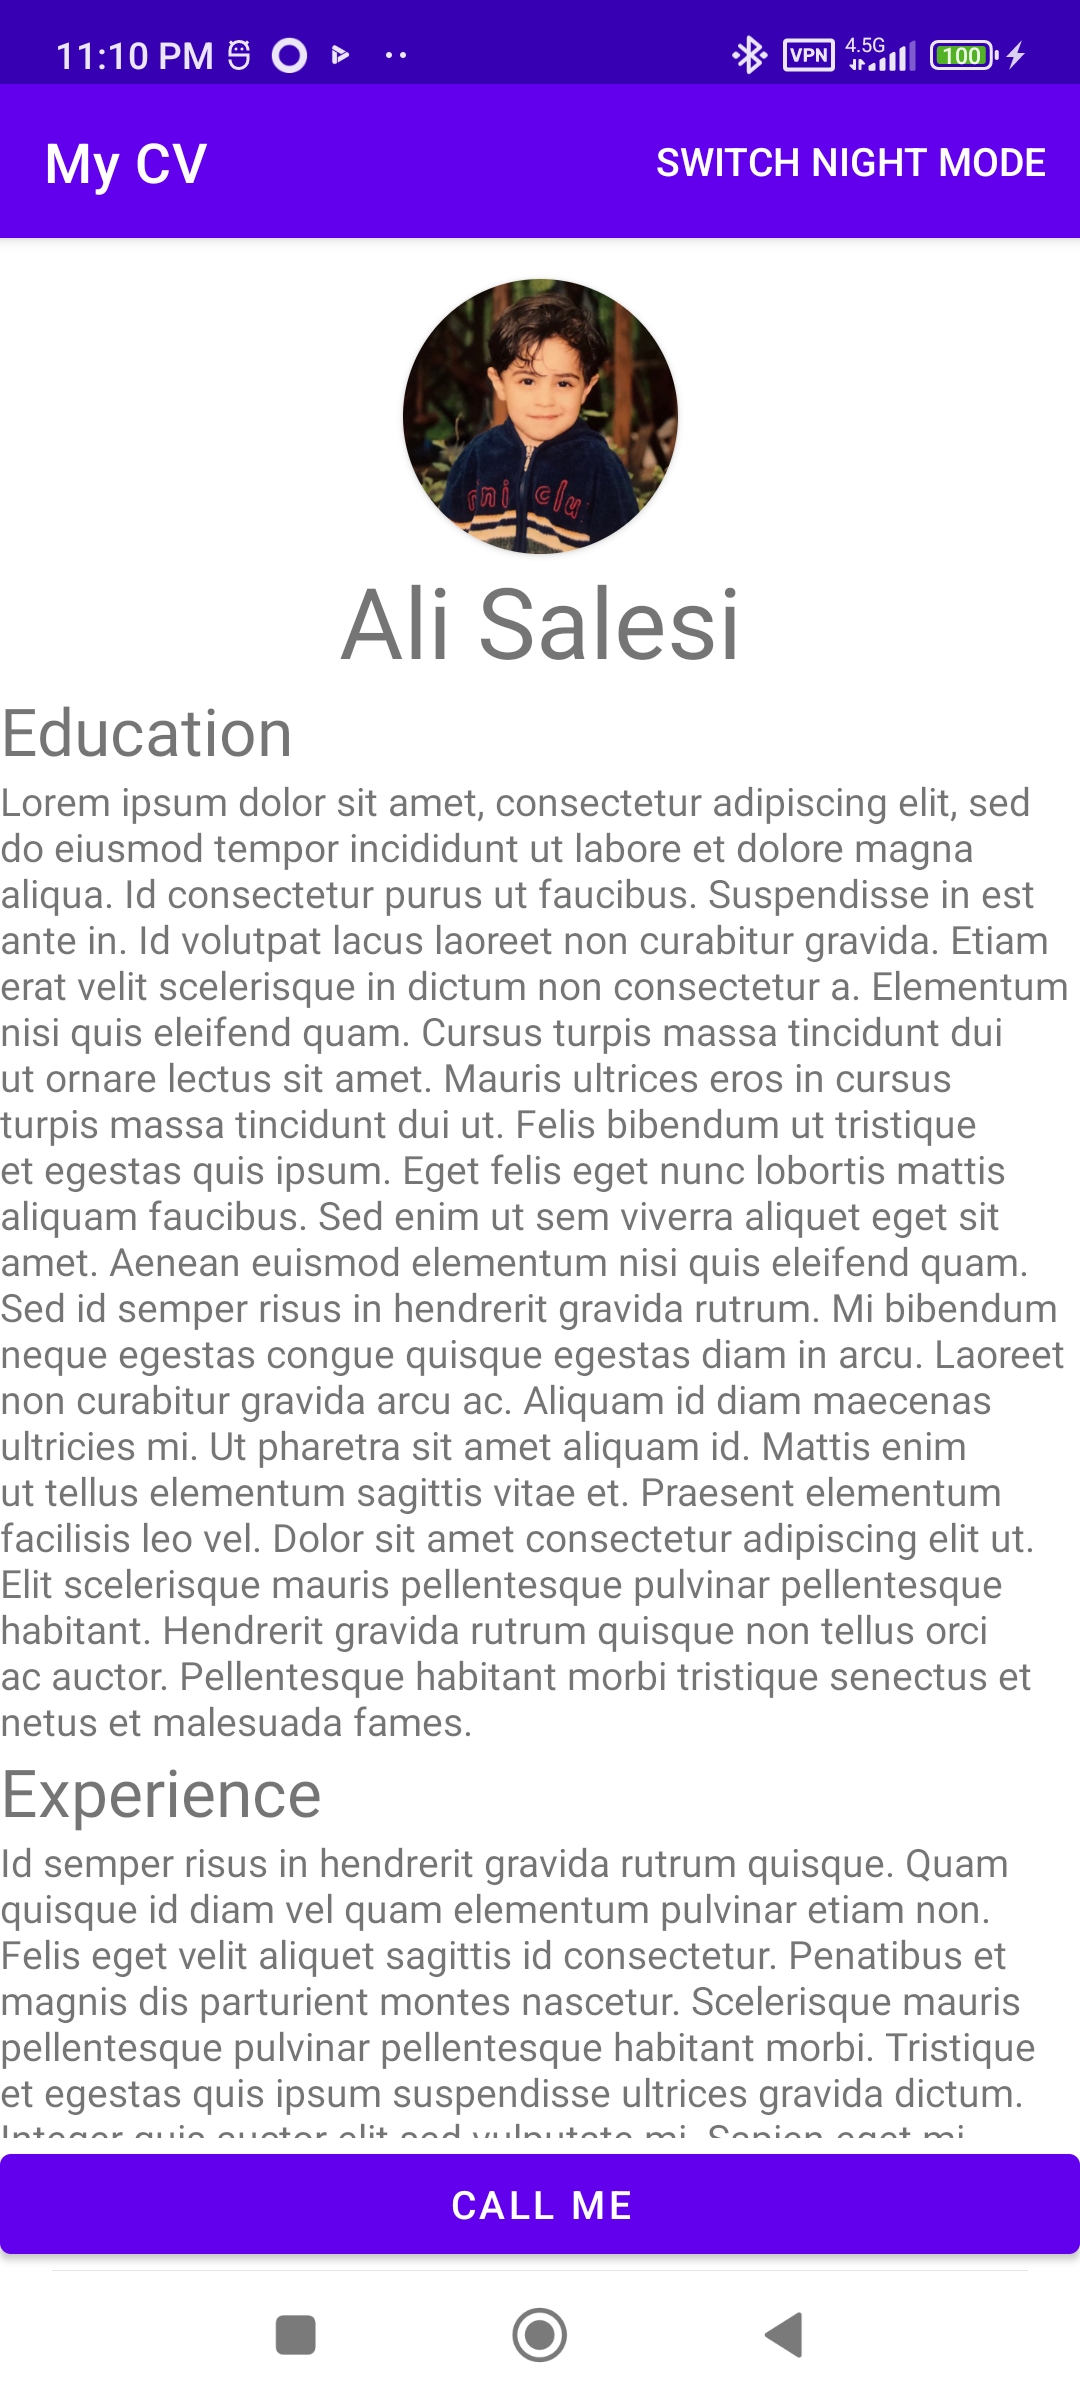 11:10 PM
VPN 4.5G 100
My CV
SWITCH NIGHT MODE
Ali Salesi
Education
Lorem ipsum dolor sit amet, consectetur adipiscing elit, sed
do eiusmod tempor incididunt ut labore et dolore magna
aliqua. Id consectetur purus ut faucibus. Suspendisse in est
ante in. Id volutpat lacus laoreet non curabitur gravida. Etiam
erat velit scelerisque in dictum non consectetur a. Elementum
nisi quis eleifend quam. Cursus turpis massa tincidunt dui
ut ornare lectus sit amet. Mauris ultrices eros in cursus
turpis massa tincidunt dui ut. Felis bibendum ut tristique
et egestas quis ipsum. Eget felis eget nunc lobortis mattis
aliquam faucibus. Sed enim ut sem viverra aliquet eget sit
amet. Aenean euismod elementum nisi quis eleifend quam.
Sed id semper risus in hendrerit gravida rutrum. Mi bibendum
neque egestas congue quisque egestas diam in arcu. Laoreet
non curabitur gravida arcu ac. Aliquam id diam maecenas
ultricies mi. Ut pharetra sit amet aliquam id. Mattis enim
ut tellus elementum sagittis vitae et. Praesent elementum
facilisis leo vel. Dolor sit amet consectetur adipiscing elit ut.
Elit scelerisque mauris pellentesque pulvinar pellentesque
habitant. Hendrerit gravida rutrum quisque non tellus orci
ac auctor. Pellentesque habitant morbi tristique senectus et
netus et malesuada fames.
Experience
Id semper risus in hendrerit gravida rutrum quisque. Quam
quisque id diam vel quam elementum pulvinar etiam non.
Felis eget velit aliquet sagittis id consectetur. Penatibus et
magnis dis parturient montes nascetur. Scelerisque mauris
pellentesque pulvinar pellentesque habitant morbi. Tristique
et egestas quis ipsum suspendisse ultrices gravida dictum.
Integer quis auctor elit sed vulputate mi. Sapien eget mi
CALL ME